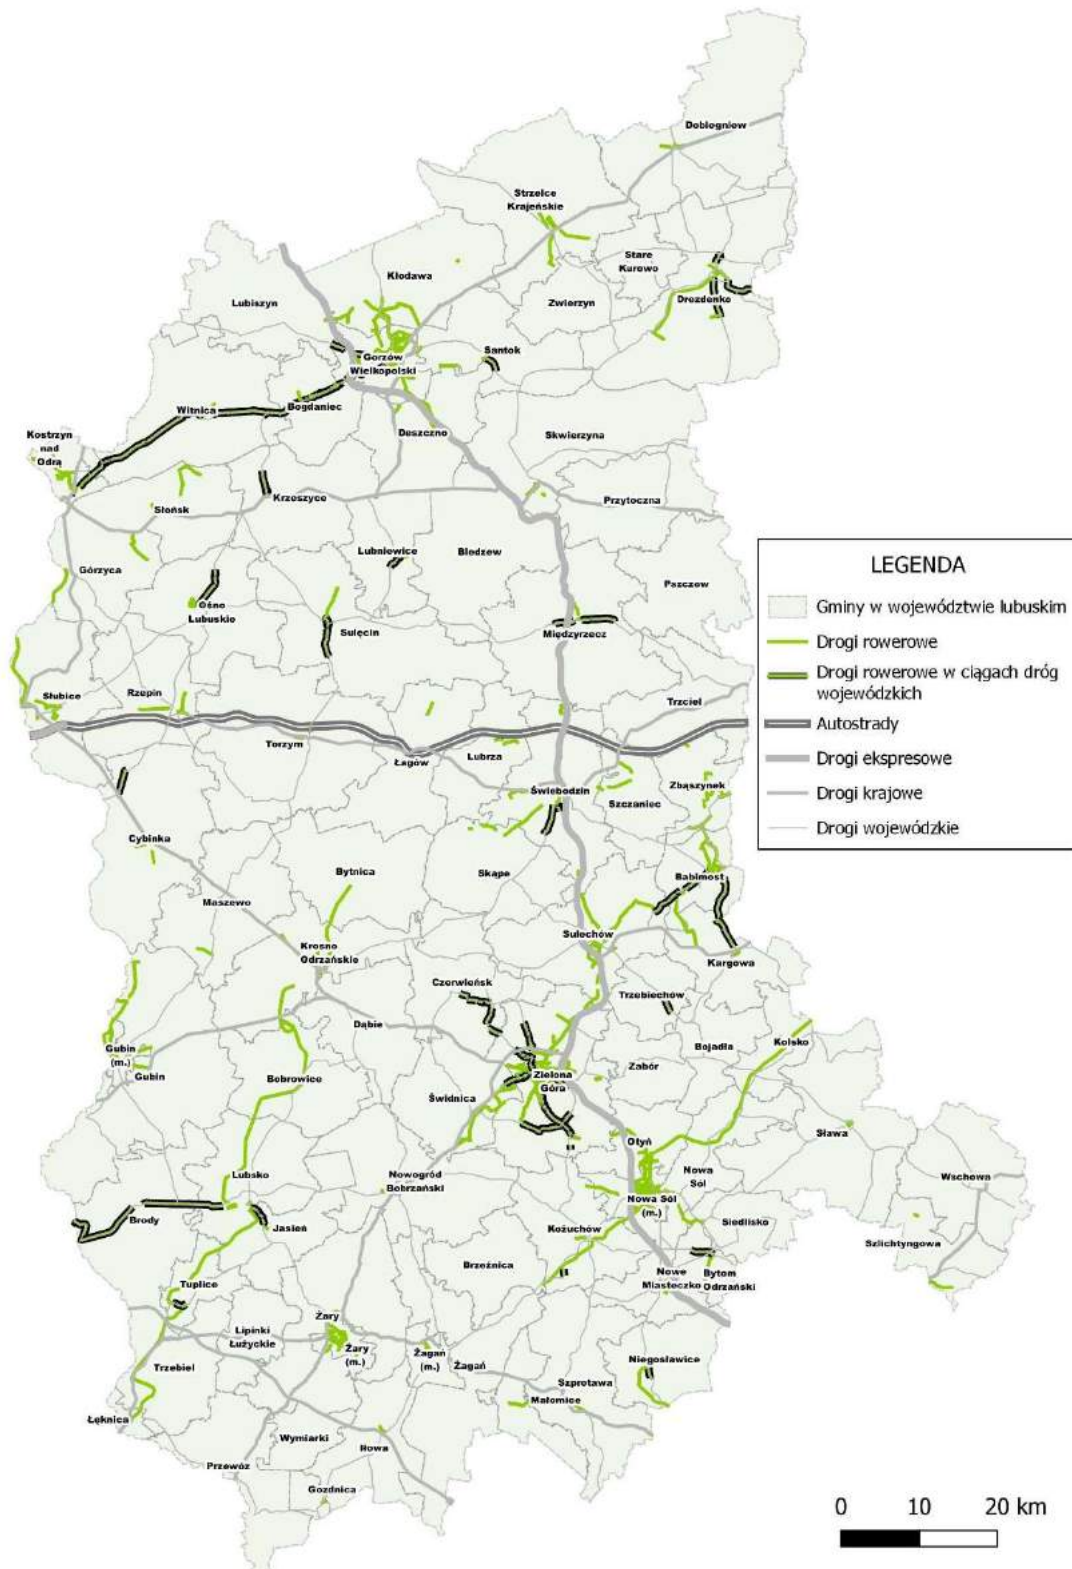 Dobiegniew
Strzelce
Krajeńskie
Stare
Kurowo
Kłodawa
Lubiszyn
Zwierzyn
Drezdenko
Gorzów
Wielkopolski
Santok
Witnica
Bogdaniec
Deszczno
Skwierzyna
Kostrzyn
nad
Odrą
Krzeszyce
Przytoczna
Słońsk
Lubniewice
Bledzew
Górzyca
Pszczew
Ośno
Lubuskie
Sulęcin
Międzyrzecz
LEGENDA
Gminy w województwie lubuskim
Drogi rowerowe
Drogi rowerowe w ciągach dróg
wojewódzkich
Autostrady
Drogi ekspresowe
Drogi krajowe
Drogi wojewódzkie
Słubice
Rzepin
Trzciel
Torzym
Łagów
Lubrza
Świebodzin
Szczaniec
Zbąszynek
Cybinka
Bytnica
Skąpe
Babimost
Maszewo
Sulechów
Krosno
Odrzańskie
Kargowa
Czerwieńsk
Trzebiechów
Dąbie
Bojadła
Kolsko
Gubin
(m.)
Gubin
Bobrowice
Zabór
Zielona
Góra
Świdnica
Otyń
Sława
Lubsko
Nowogród
Bobrzański
Nowa
Sól
Wschowa
Nowa Sól
(m.)
Brody
Jasień
Kożuchów
Siedlisko
Szlichtyngowa
Brzeźnica
Tuplice
Nowe
Miasteczko
Bytom
Odrzański
Żary
Lipinki
Łużyckie
Żary
(m.)
Żagań
(m.)
Żagań
Niegosławice
Trzebiel
Szprotawa
Małomice
Łęknica
Wymiarki
Iłowa
Przewóz
Gozdnica
0 10 20 km